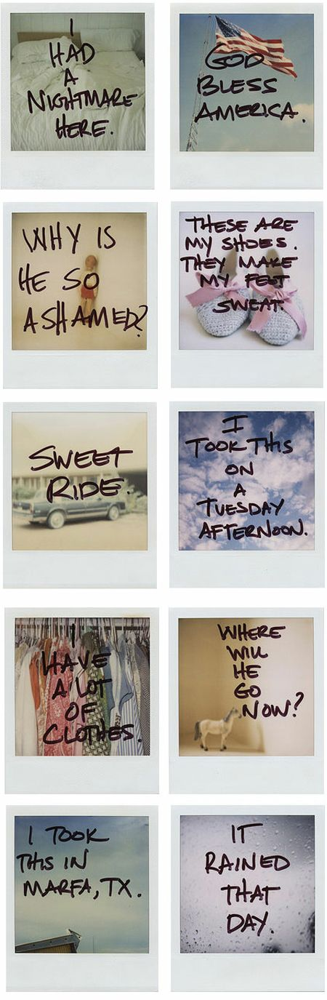 I
HAD
A
NIGHTMARE
HERE.
GOD
BLESS
AMERICA.
WHY IS
HE SO
ASHAMED?
THESE ARE
MY SHOES.
THEY MAKE
MY FEET
SWEAT.
SWEET
RIDE.
I
TOOK THIS
ON
A
TUESDAY
AFTERNOON.
I
HAVE
A LOT
OF
CLOTHES.
WHERE
WILL
HE
GO
NOW?
I TOOK
THIS IN
MARFA, TX.
IT
RAINED
THAT
DAY.